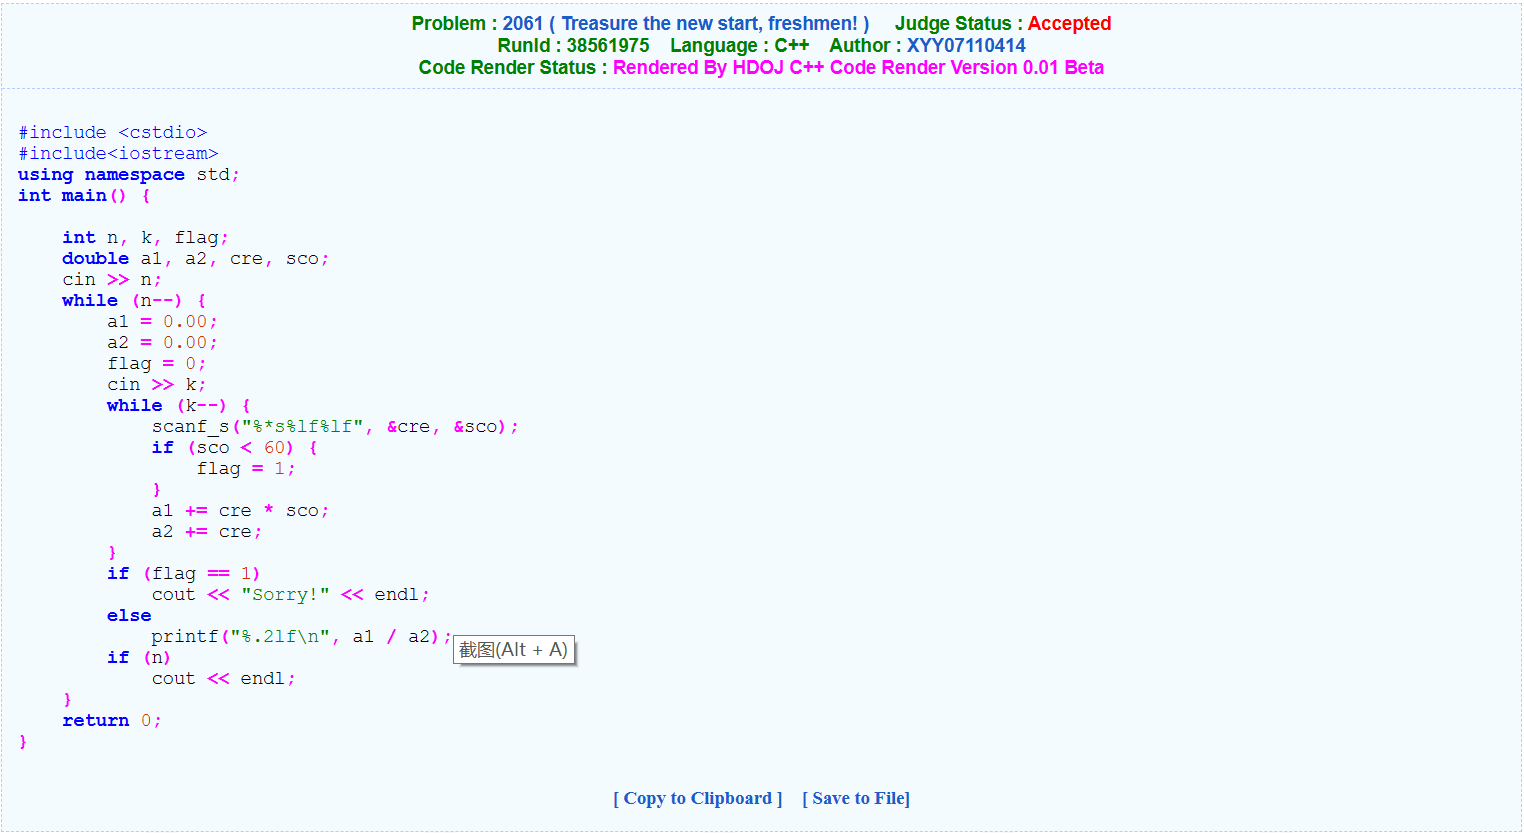 Problem : 2061 ( Treasure the new start, freshmen! )     Judge Status : Accepted
RunId : 38561975    Language : C++    Author : XYY07110414
Code Render Status : Rendered By HDOJ C++ Code Render Version 0.01 Beta
#include <cstdio>
#include<iostream>
using namespace std;
int main() {
    int n, k, flag;
    double a1, a2, cre, sco;
    cin >> n;
    while (n--) {
        a1 = 0.00;
        a2 = 0.00;
        flag = 0;
        cin >> k;
        while (k--) {
            scanf_s("%*s%lf%lf", &cre, &sco);
            if (sco < 60) {
                flag = 1;
            }
            a1 += cre * sco;
            a2 += cre;
        }
        if (flag == 1)
            cout << "Sorry!" << endl;
        else
            printf("%.2lf\n", a1 / a2);
截图(Alt + A)
        if (n)
            cout << endl;
    }
    return 0;
}
[ Copy to Clipboard ]    [ Save to File]